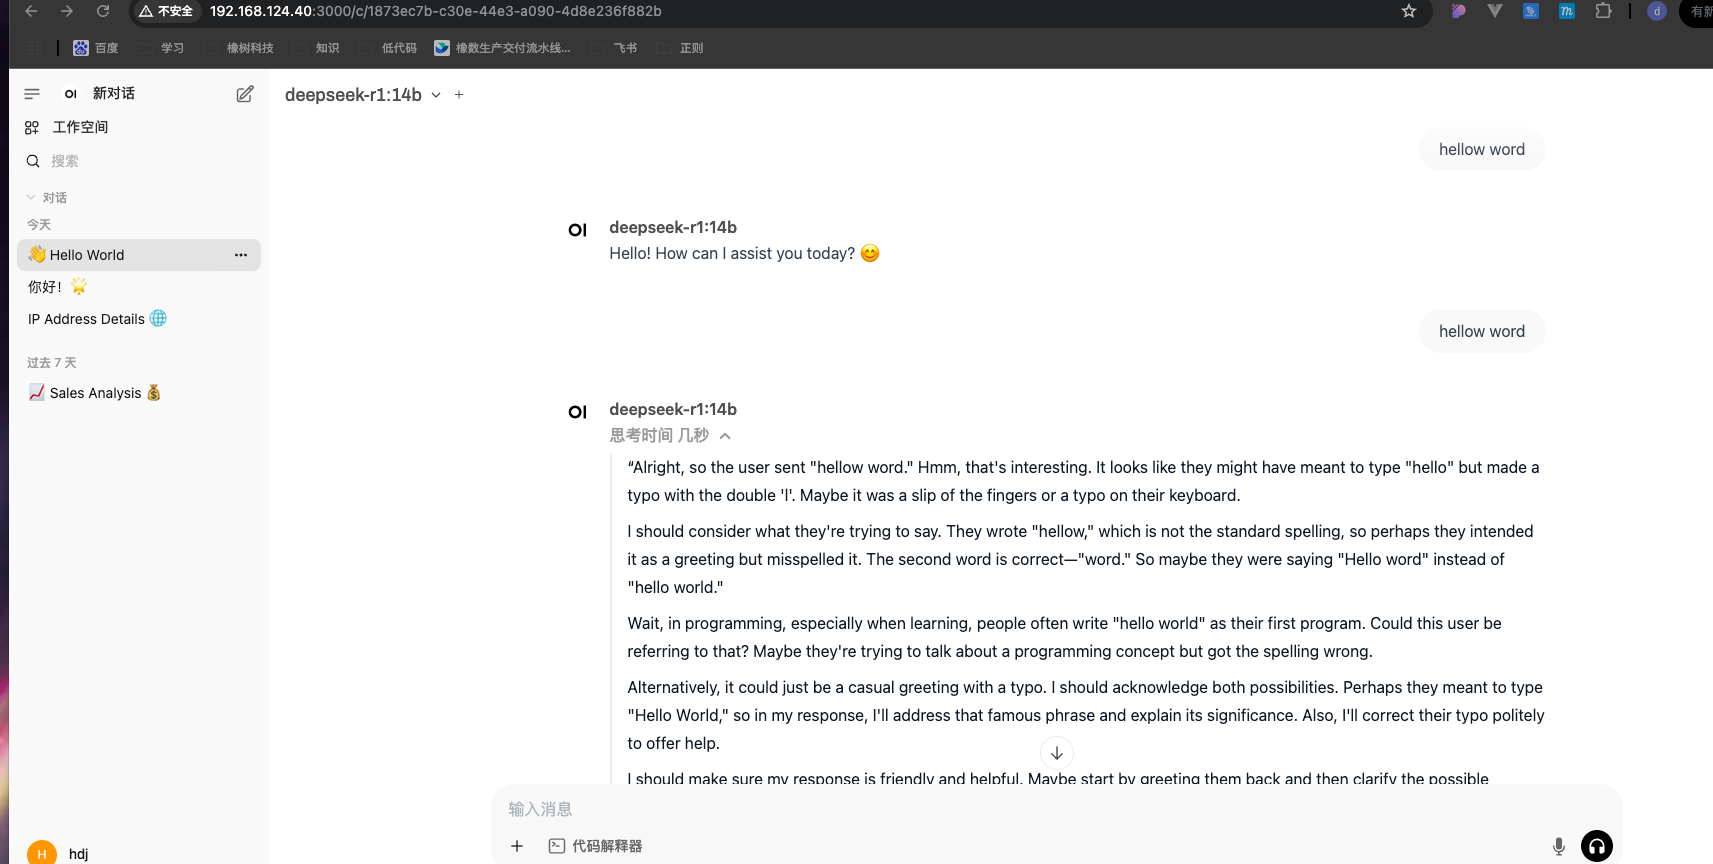 不安全 192.168.124.40:3000/c/1873ec7b-c30e-44e3-a090-4d8e236f882b
d
有新
百度 学习 橡树科技 知识 低代码 橡数生产交付流水线... 飞书 正则
OI 新对话
工作空间
搜索
对话
今天
👋 Hello World
你好！🌟
IP Address Details 🌐
过去 7 天
📈 Sales Analysis 💰
H hdj
deepseek-r1:14b
hellow word
OI deepseek-r1:14b
Hello! How can I assist you today? 😊
hellow word
OI deepseek-r1:14b
思考时间 几秒
“Alright, so the user sent "hellow word." Hmm, that's interesting. It looks like they might have meant to type "hello" but made a
typo with the double 'l'. Maybe it was a slip of the fingers or a typo on their keyboard.
I should consider what they're trying to say. They wrote "hellow," which is not the standard spelling, so perhaps they intended
it as a greeting but misspelled it. The second word is correct—"word." So maybe they were saying "Hello word" instead of
"hello world."
Wait, in programming, especially when learning, people often write "hello world" as their first program. Could this user be
referring to that? Maybe they're trying to talk about a programming concept but got the spelling wrong.
Alternatively, it could just be a casual greeting with a typo. I should acknowledge both possibilities. Perhaps they meant to type
"Hello World," so in my response, I'll address that famous phrase and explain its significance. Also, I'll correct their typo politely
to offer help.
I should make sure my response is friendly and helpful. Maybe start by greeting them back and then clarify the possible
输入消息
代码解释器